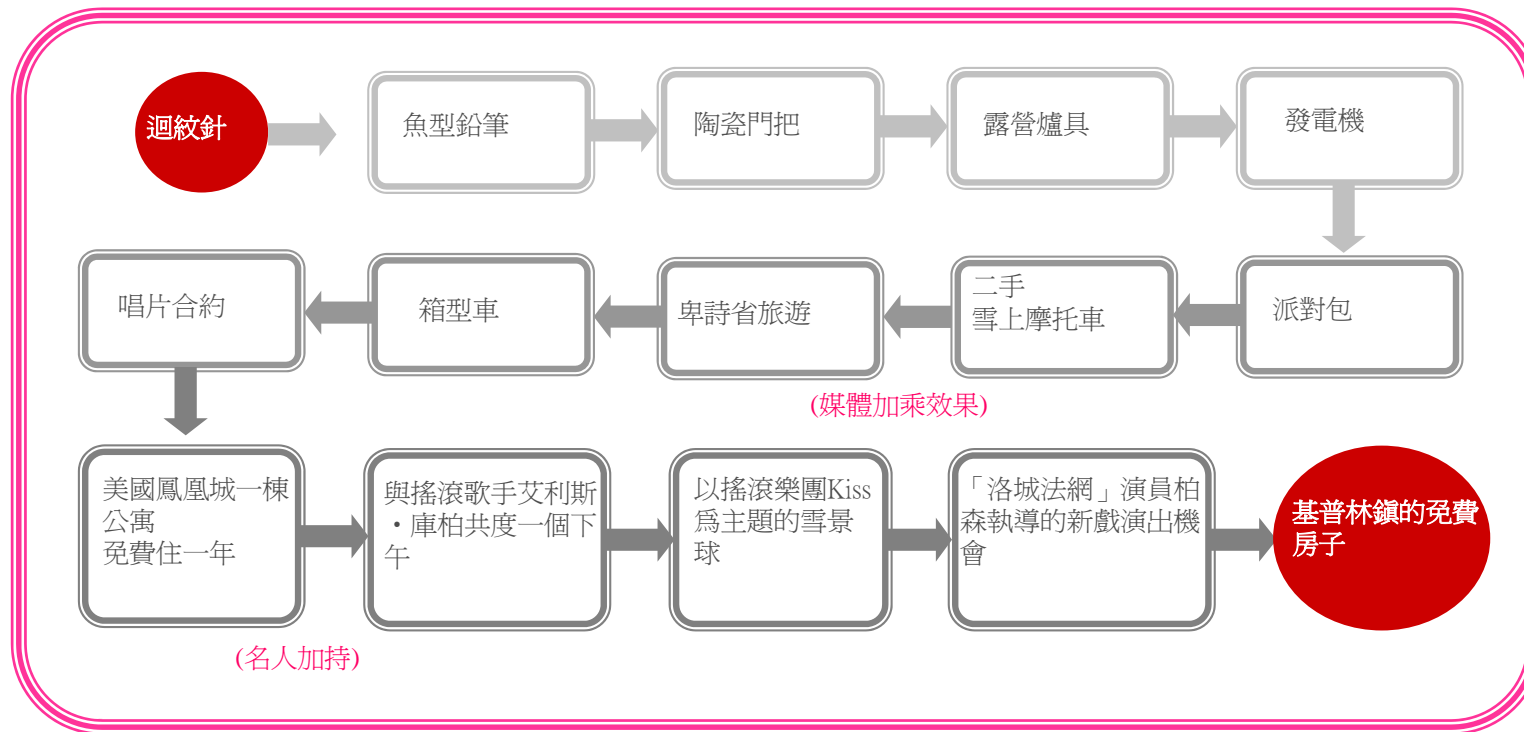 迴紋針
魚型鉛筆
陶瓷門把
露營爐具
發電機
派對包
二手
雪上摩托車
卑詩省旅遊
箱型車
唱片合約
(媒體加乘效果)
美國鳳凰城一棟
公寓
免費住一年
與搖滾歌手艾利斯
・庫柏共度一個下
午
以搖滾樂團Kiss
爲主題的雪景
球
「洛城法網」演員柏
森執導的新戲演出機
會
基普林鎭的免費
房子
(名人加持)